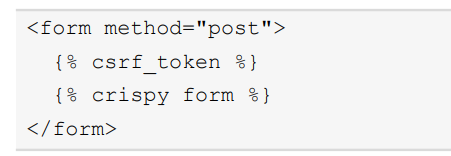 <form method="post">
  {% csrf_token %}
  {% crispy form %}
</form>